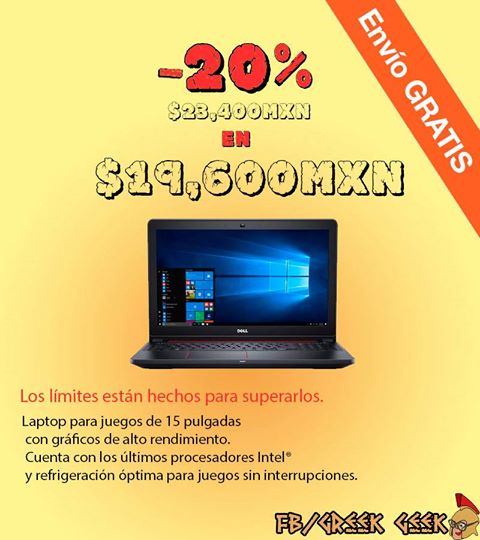 Envío GRATIS
-20%
$23,400MXN
EN
$19,600MXN
DELL
Los límites están hechos para superarlos.
Laptop para juegos de 15 pulgadas
con gráficos de alto rendimiento.
Cuenta con los últimos procesadores Intel®
y refrigeración óptima para juegos sin interrupciones.
FB/GREEK GEEK